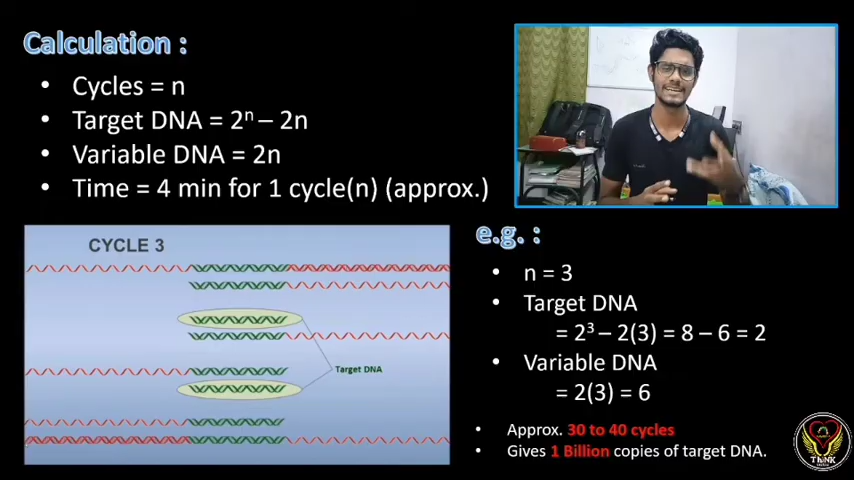 Calculation :
• Cycles = n
• Target DNA = 2ⁿ – 2n
• Variable DNA = 2n
• Time = 4 min for 1 cycle(n) (approx.)
CYCLE 3
Target DNA
e.g. :
• n = 3
• Target DNA
= 2³ – 2(3) = 8 – 6 = 2
• Variable DNA
= 2(3) = 6
• Approx. 30 to 40 cycles
• Gives 1 Billion copies of target DNA.
ThiNK